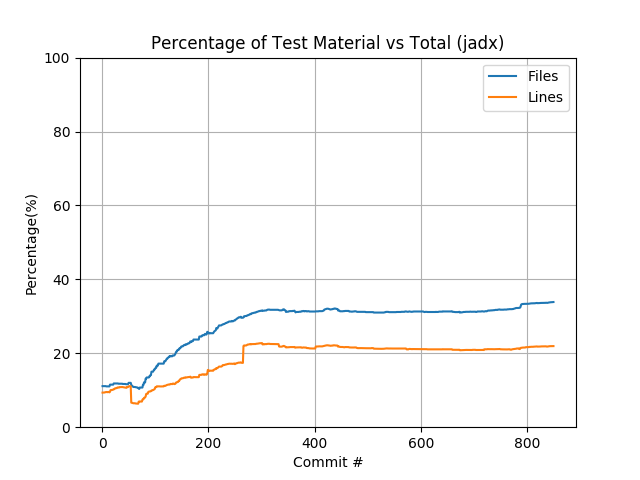 Percentage of Test Material vs Total (jadx)
Files
Lines
100
80
60
40
20
0
Percentage(%)
0 200 400 600 800
Commit #